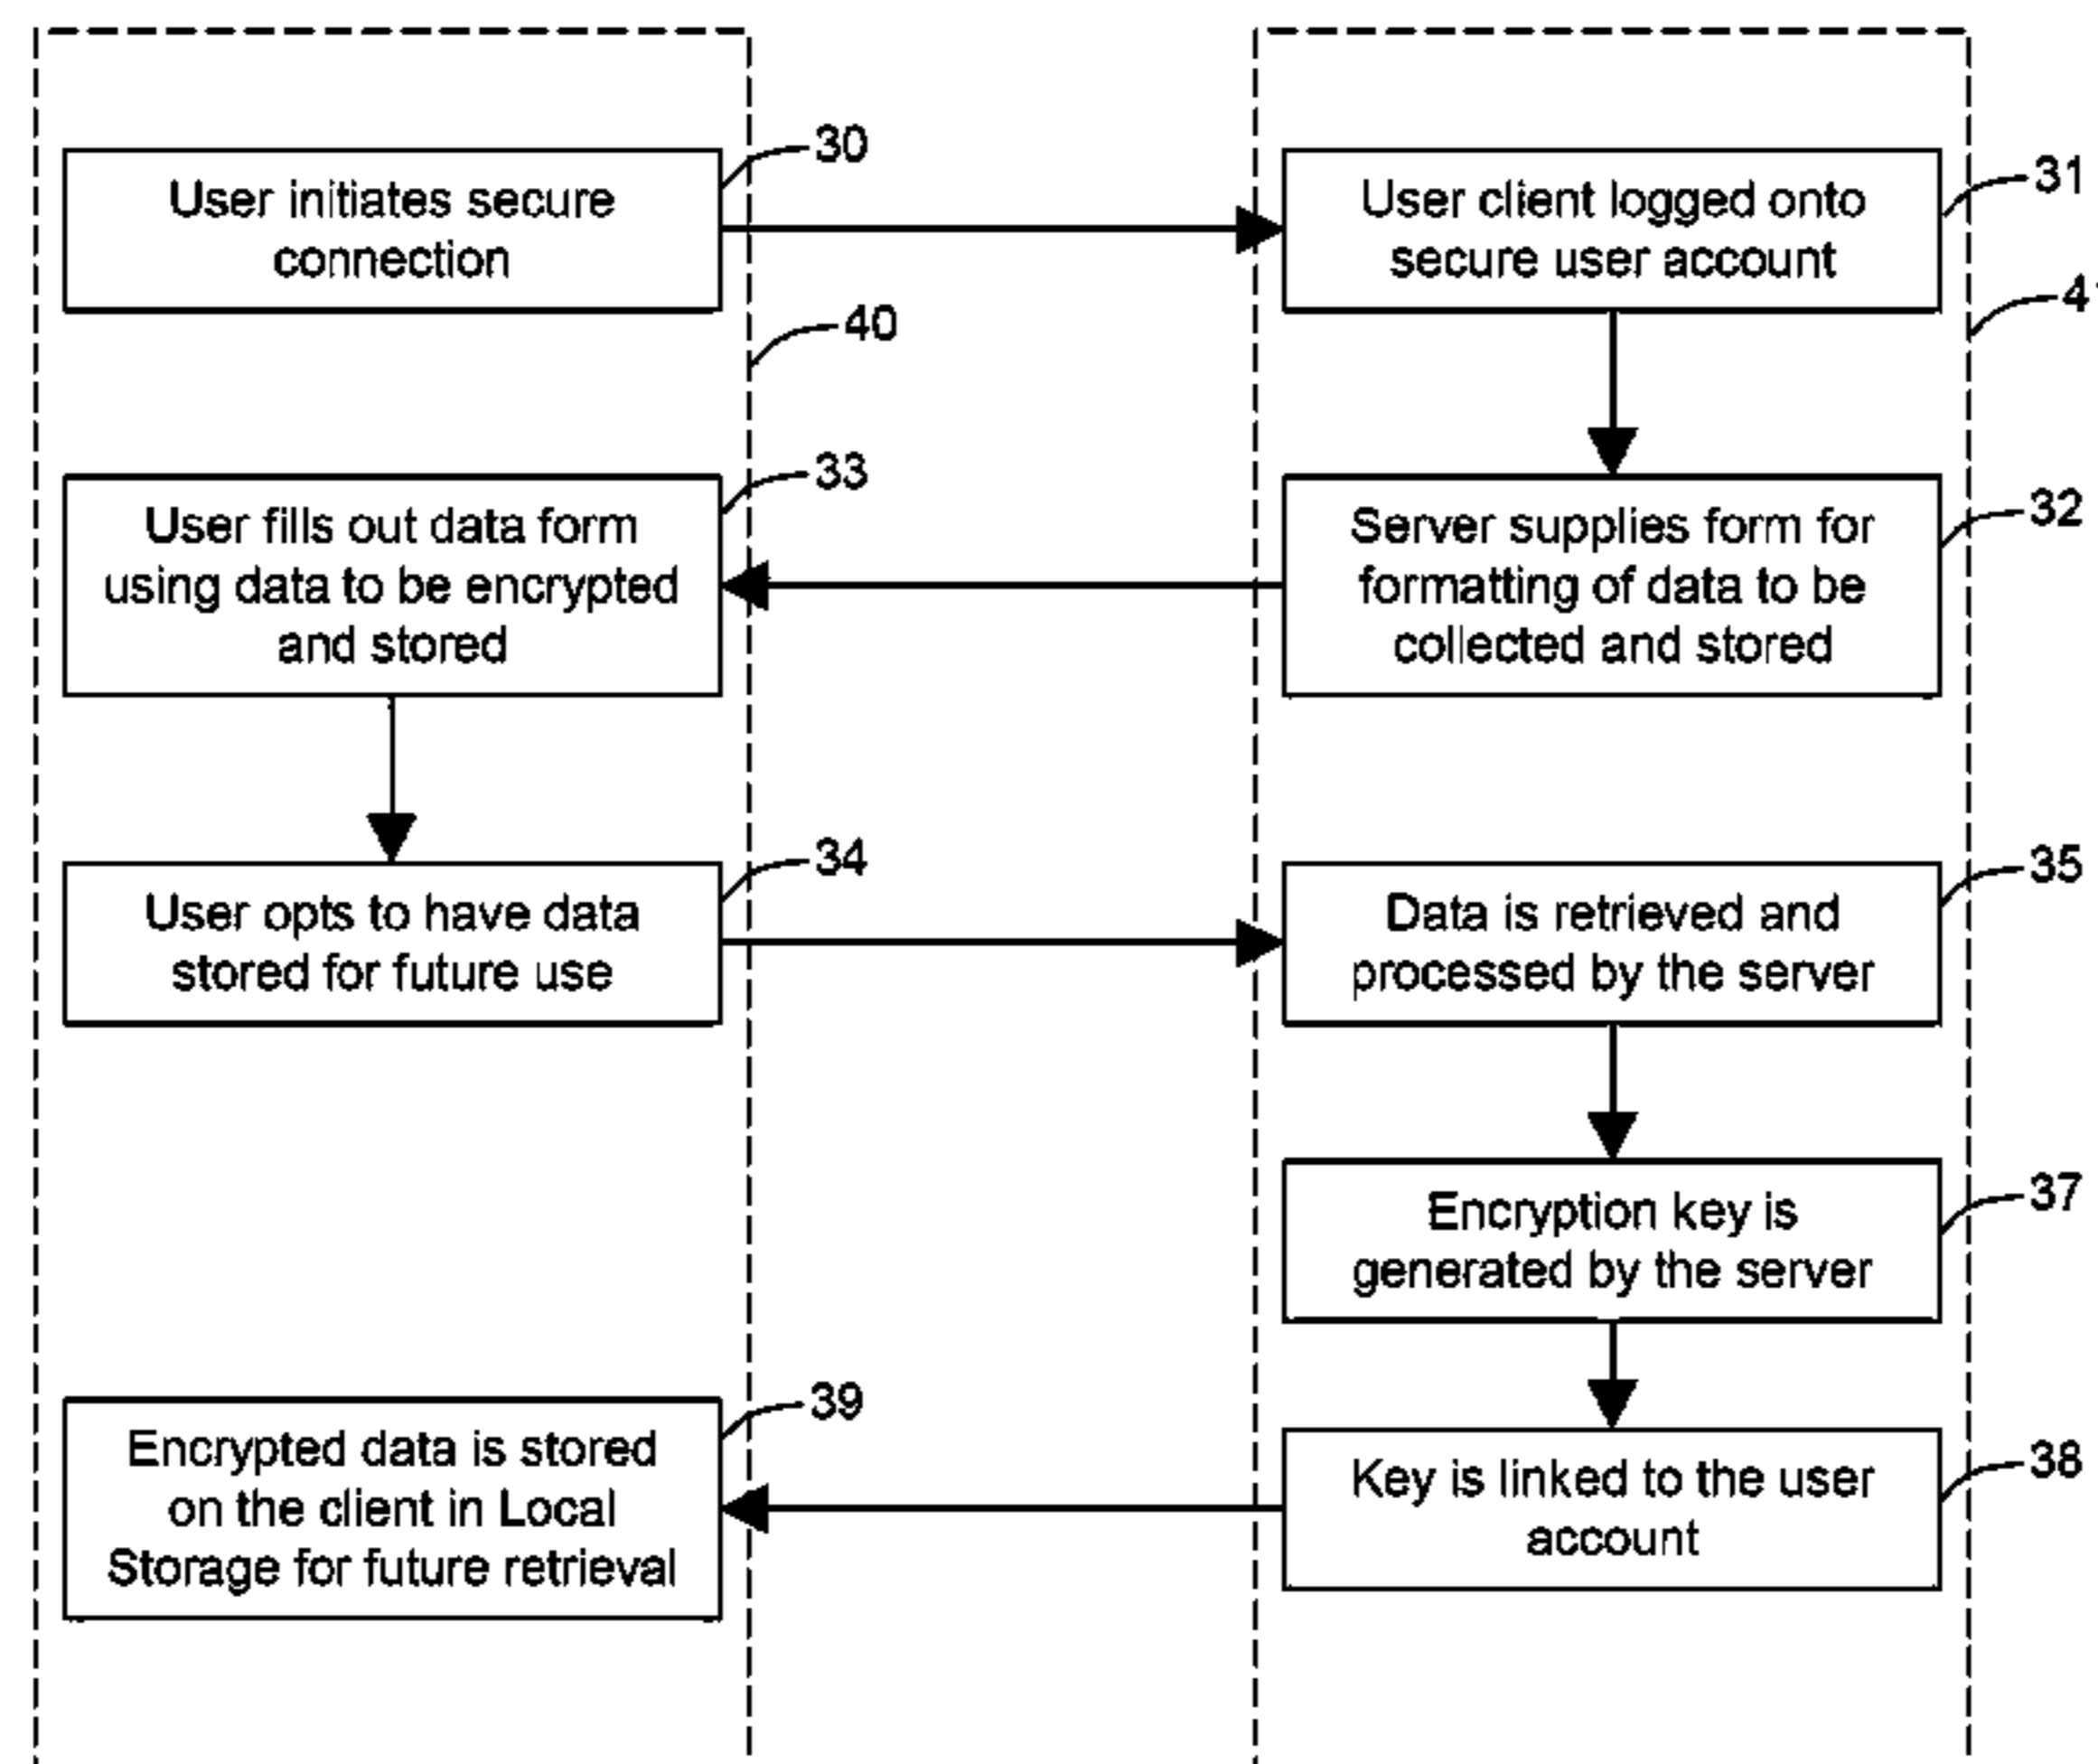 30
User initiates secure
connection
31
User client logged onto
secure user account
40
33
User fills out data form
using data to be encrypted
and stored
32
Server supplies form for
formatting of data to be
collected and stored
34
User opts to have data
stored for future use
35
Data is retrieved and
processed by the server
37
Encryption key is
generated by the server
39
Encrypted data is stored
on the client in Local
Storage for future retrieval
38
Key is linked to the user
account